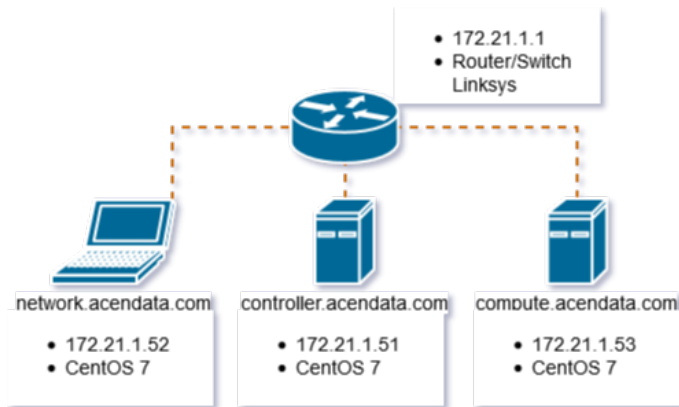 • 172.21.1.1
• Router/Switch
Linksys
network.acendata.com
• 172.21.1.52
• CentOS 7
controller.acendata.com
• 172.21.1.51
• CentOS 7
compute.acendata.com
• 172.21.1.53
• CentOS 7